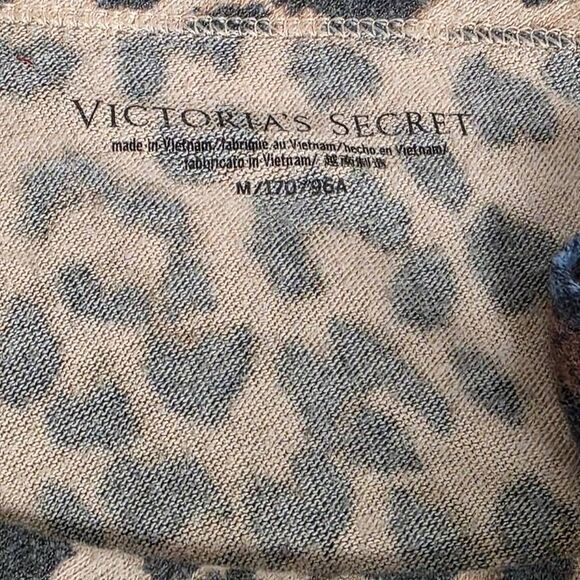 VICTORIA'S SECRET
made in Vietnam/fabriqué au Vietnam/hecho en Vietnam/
fabbricato in Vietnam/ 越南制造
M/170/96A